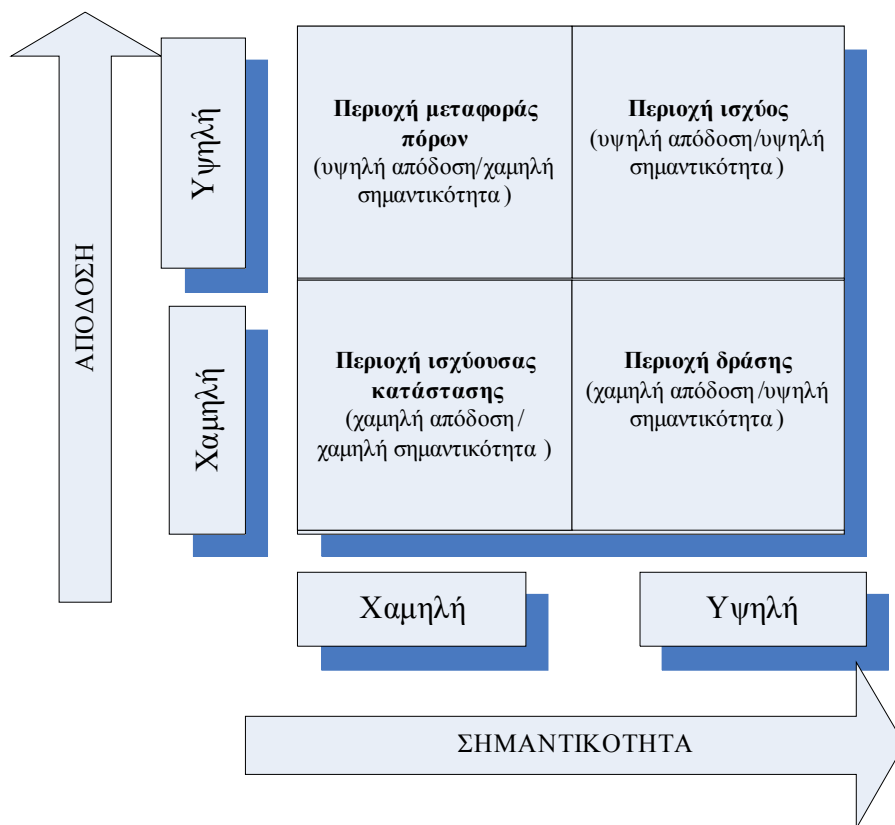 ΑΠΟΔΟΣΗ
Υψηλή
Περιοχή μεταφοράς
πόρων
(υψηλή απόδοση/χαμηλή
σημαντικότητα )
Περιοχή ισχύος
(υψηλή απόδοση/υψηλή
σημαντικότητα )
Χαμηλή
Περιοχή ισχύουσας
κατάστασης
(χαμηλή απόδοση /
χαμηλή σημαντικότητα )
Περιοχή δράσης
(χαμηλή απόδοση /υψηλή
σημαντικότητα )
Χαμηλή
Υψηλή
ΣΗΜΑΝΤΙΚΟΤΗΤΑ